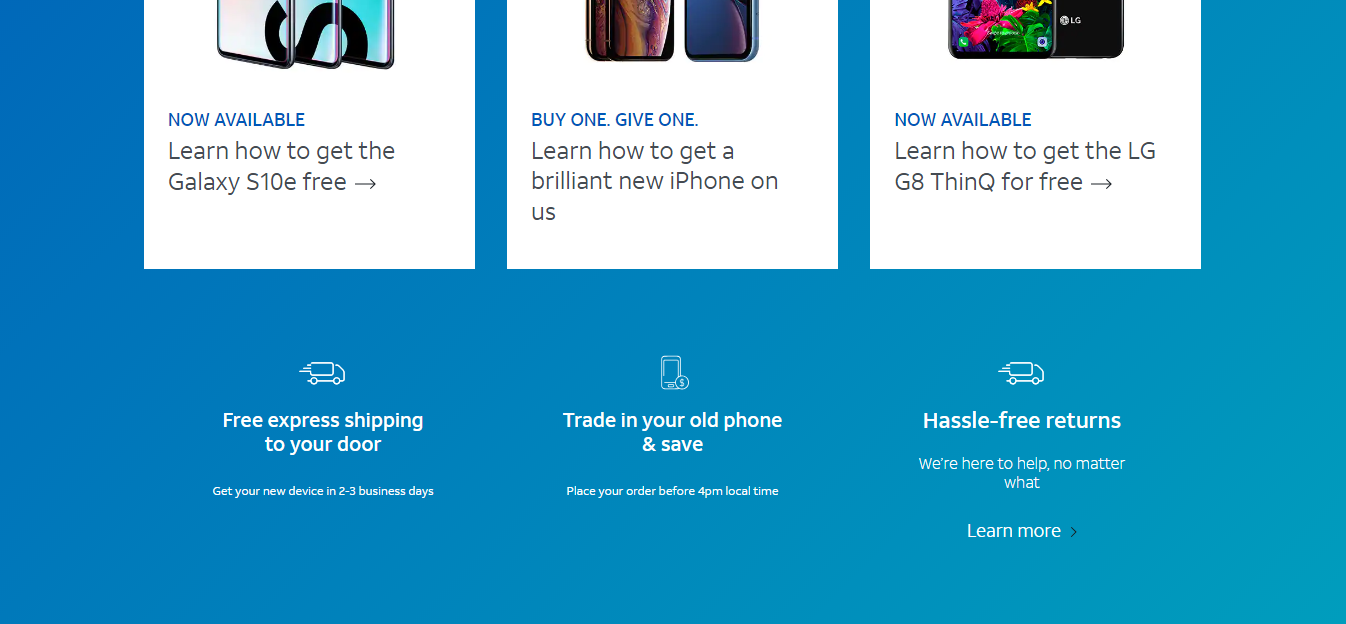 LG
NOW AVAILABLE
Learn how to get the
Galaxy S10e free →
BUY ONE. GIVE ONE.
Learn how to get a
brilliant new iPhone on
us
NOW AVAILABLE
Learn how to get the LG
G8 ThinQ for free →
Free express shipping
to your door
Get your new device in 2-3 business days
Trade in your old phone
& save
Place your order before 4pm local time
Hassle-free returns
We're here to help, no matter
what
Learn more >